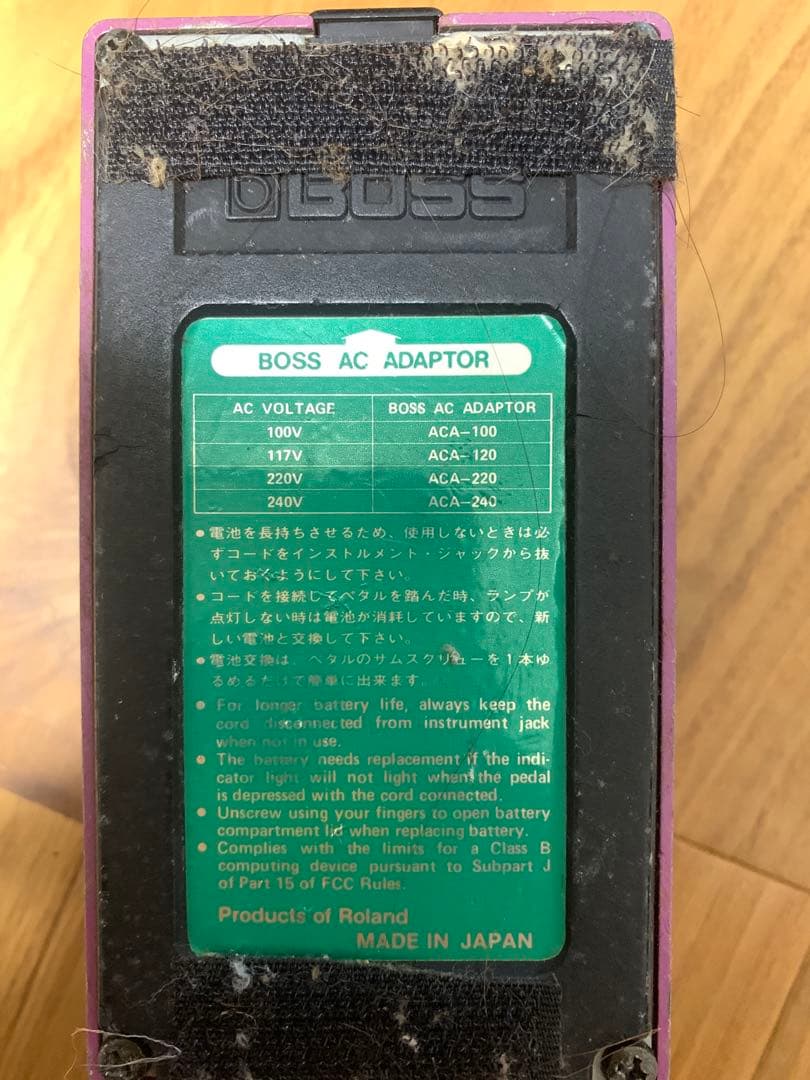 BOSS
BOSS AC ADAPTOR
AC VOLTAGE BOSS AC ADAPTOR
100V ACA-100
117V ACA-120
220V ACA-220
240V ACA-240
● 電池を長持ちさせるため、使用しないときは必
ずコードをインストルメント・ジャックから抜
いておくようにして下さい。
● コードを接続してペタルを踏んだ時、ランプが
点灯しない時は電池が消耗していますので、新
しい電池と交換して下さい。
● 電池交換は、ペタルのサムスクリューを1本ゆ
るめるだけで簡単に出来ます。
● For longer battery life, always keep the
cord disconnected from instrument jack
when not in use.
● The battery needs replacement if the indi-
cator light will not light when the pedal
is depressed with the cord connected.
● Unscrew using your fingers to open battery
compartment lid when replacing battery.
● Complies with the limits for a Class B
computing device pursuant to Subpart J
of Part 15 of FCC Rules.
Products of Roland
MADE IN JAPAN